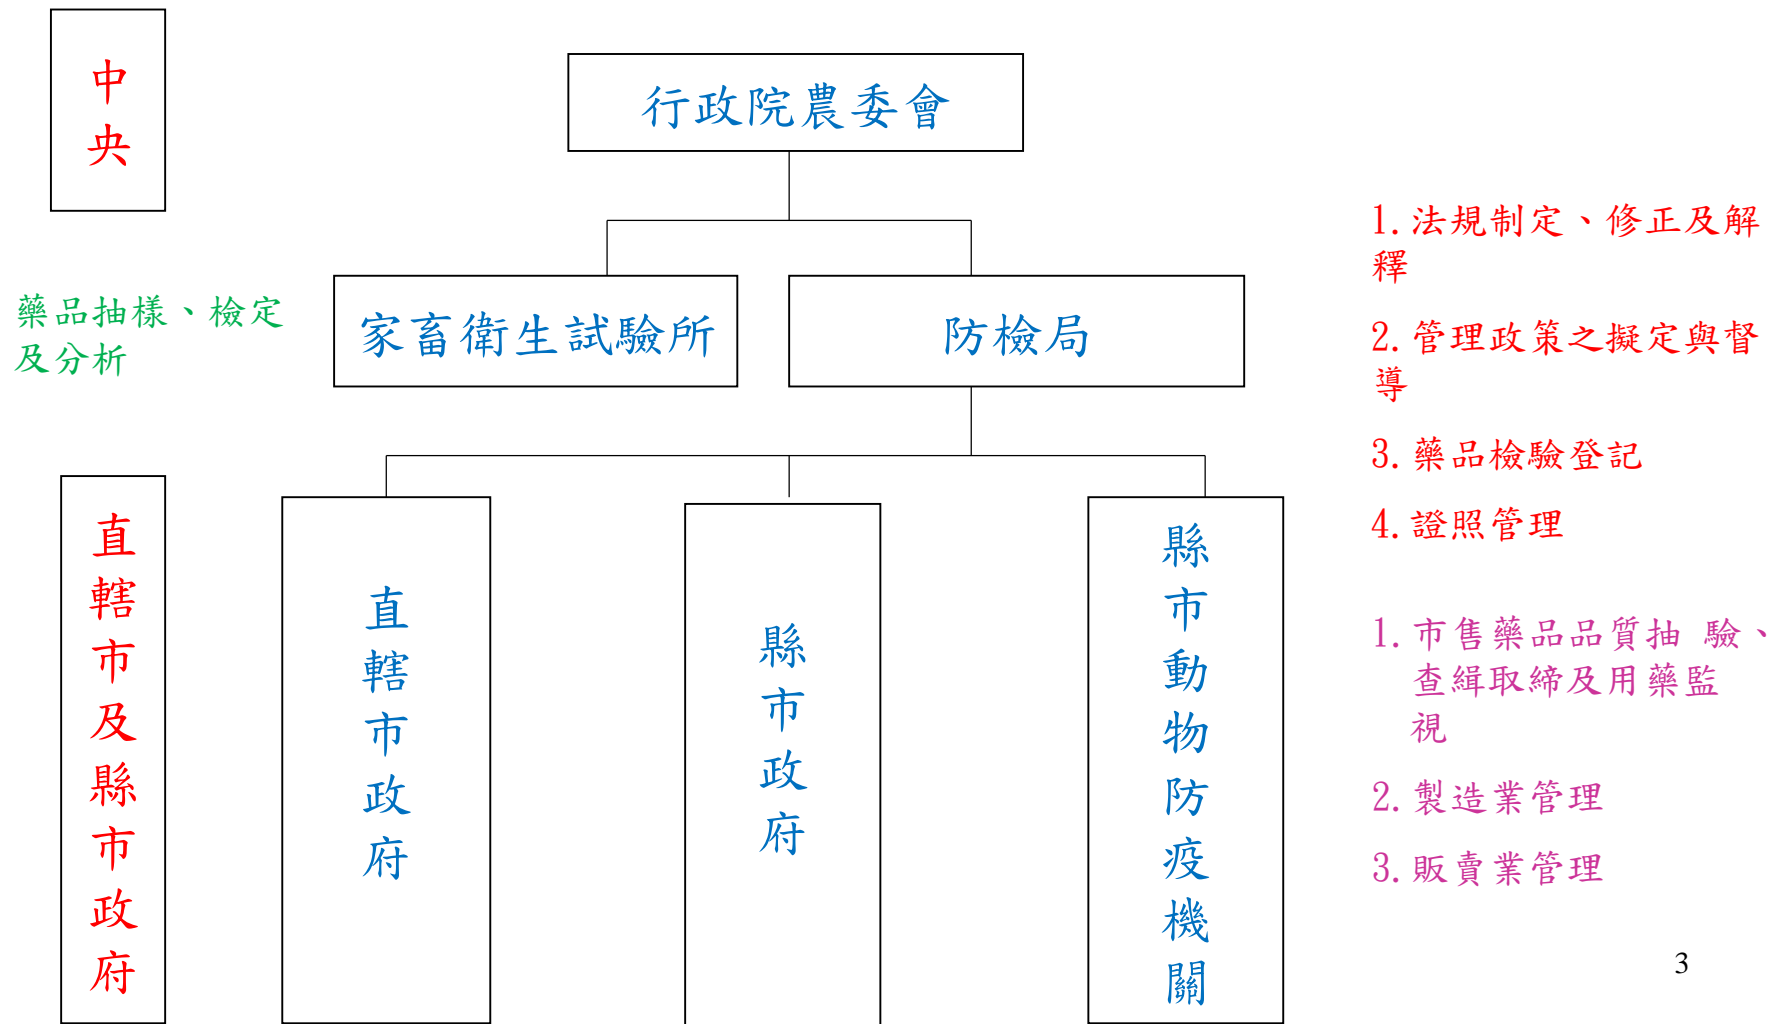 中央
行政院農委會
藥品抽樣、檢定
及分析
家畜衛生試驗所
防檢局
1.法規制定、修正及解
釋
2.管理政策之擬定與督
導
3.藥品檢驗登記
4.證照管理
直轄市及縣市政府
直轄市政府
縣市政府
縣市動物防疫機關
1.市售藥品品質抽 驗、
查緝取締及用藥監
視
2.製造業管理
3.販賣業管理
3